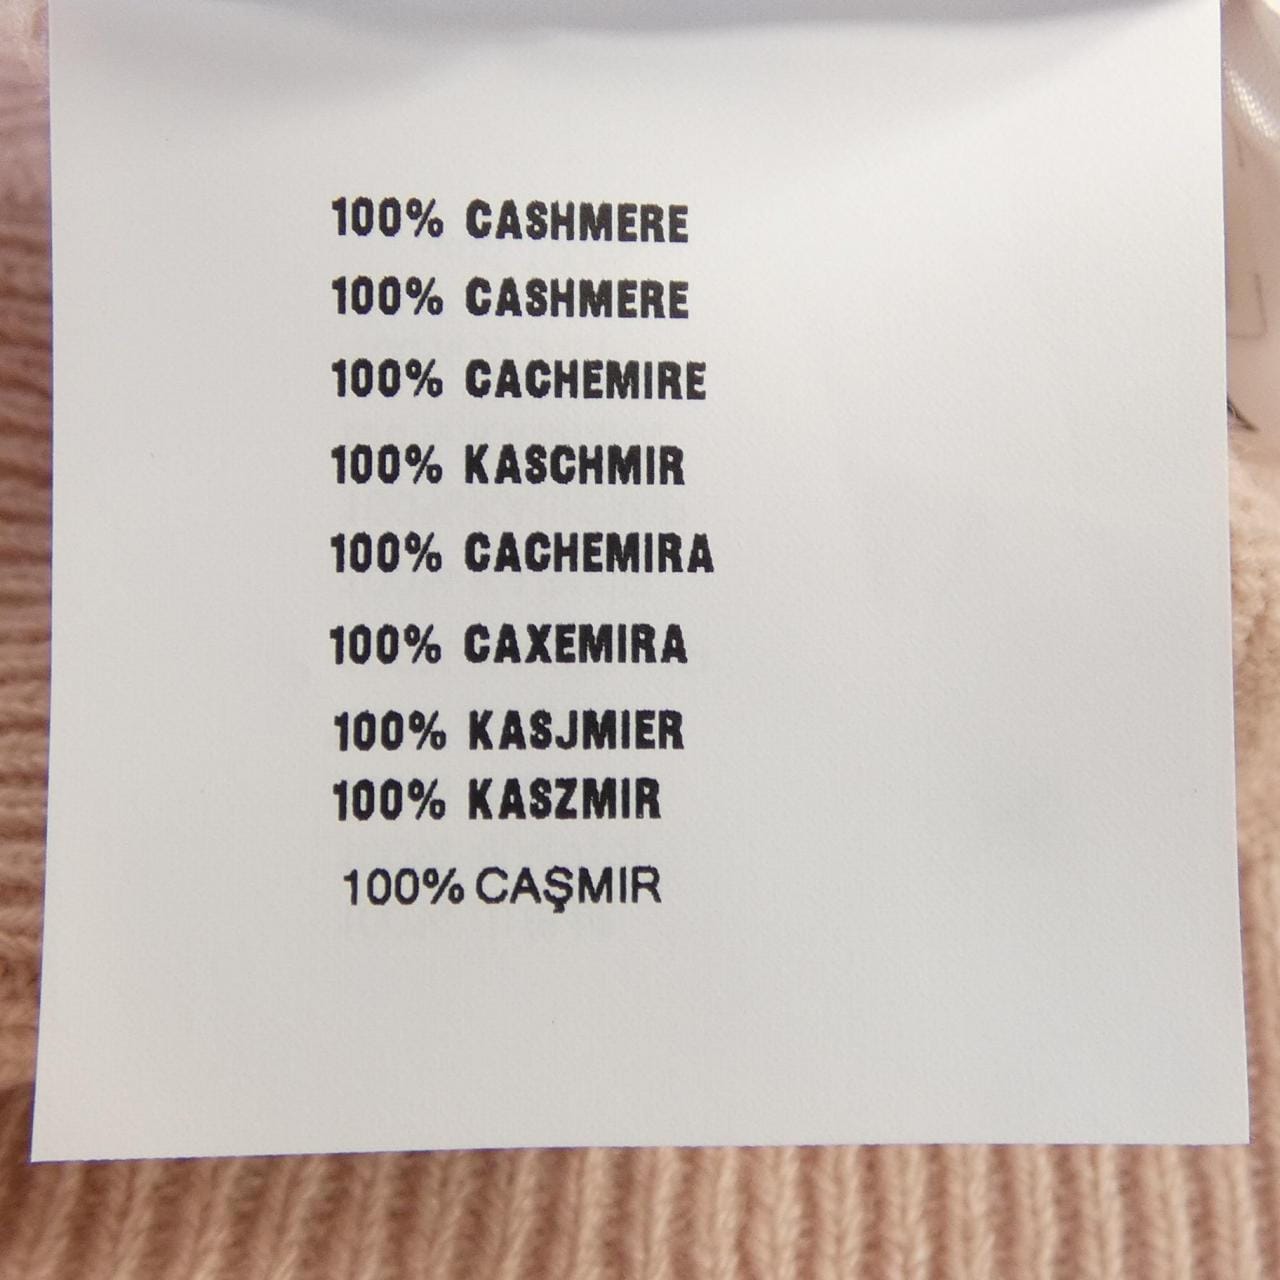 100% CASHMERE
100% CASHMERE
100% CACHEMIRE
100% KASCHMIR
100% CACHEMIRA
100% CAXEMIRA
100% KASJMIER
100% KASZMIR
100% CAŞMIR